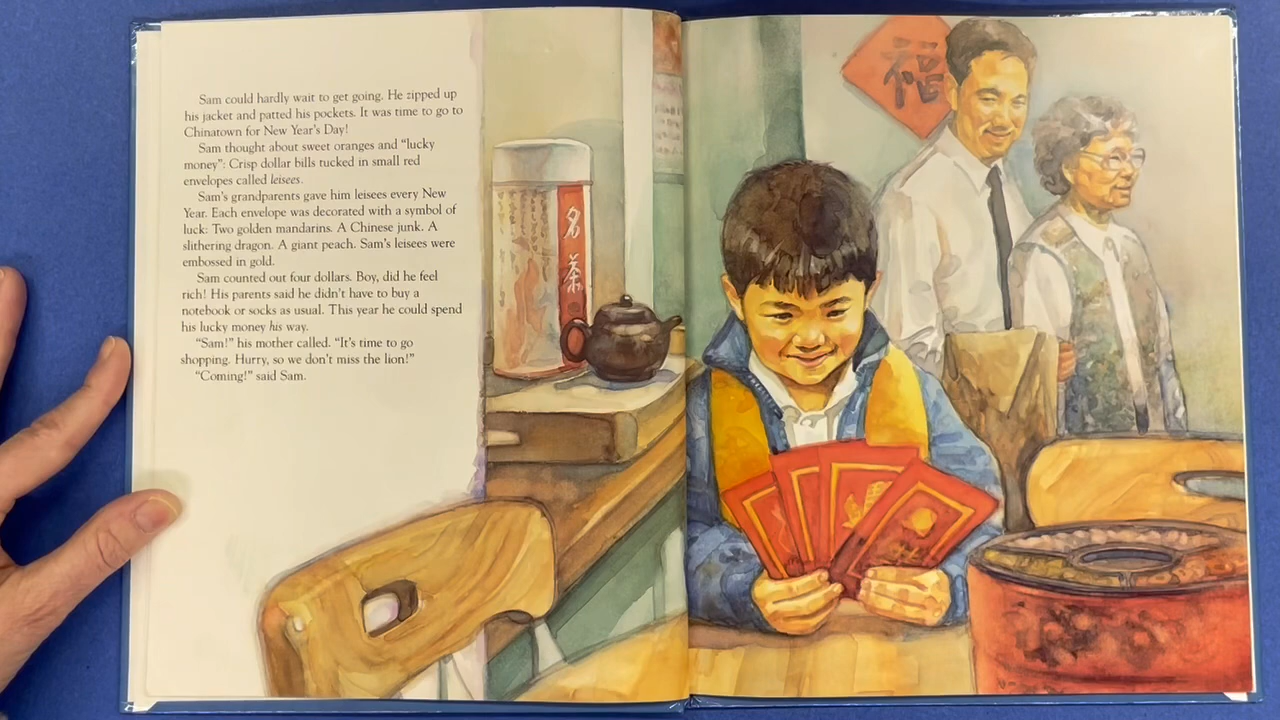 Sam could hardly wait to get going. He zipped up
his jacket and patted his pockets. It was time to go to
Chinatown for New Year's Day!
Sam thought about sweet oranges and “lucky
money”: Crisp dollar bills tucked in small red
envelopes called leisees.
Sam's grandparents gave him leisees every New
Year. Each envelope was decorated with a symbol of
luck: Two golden mandarins. A Chinese junk. A
slithering dragon. A giant peach. Sam's leisees were
embossed in gold.
Sam counted out four dollars. Boy, did he feel
rich! His parents said he didn't have to buy a
notebook or socks as usual. This year he could spend
his lucky money his way.
“Sam!” his mother called. “It's time to go
shopping. Hurry, so we don't miss the lion!”
“Coming!” said Sam.
名茶
福